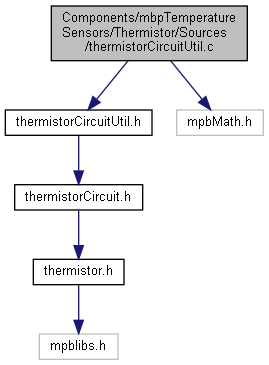 Components/mbpTemperature
Sensors/Thermistor/Sources
/thermistorCircuitUtil.c
thermistorCircuitUtil.h
mpbMath.h
thermistorCircuit.h
thermistor.h
mpblibs.h